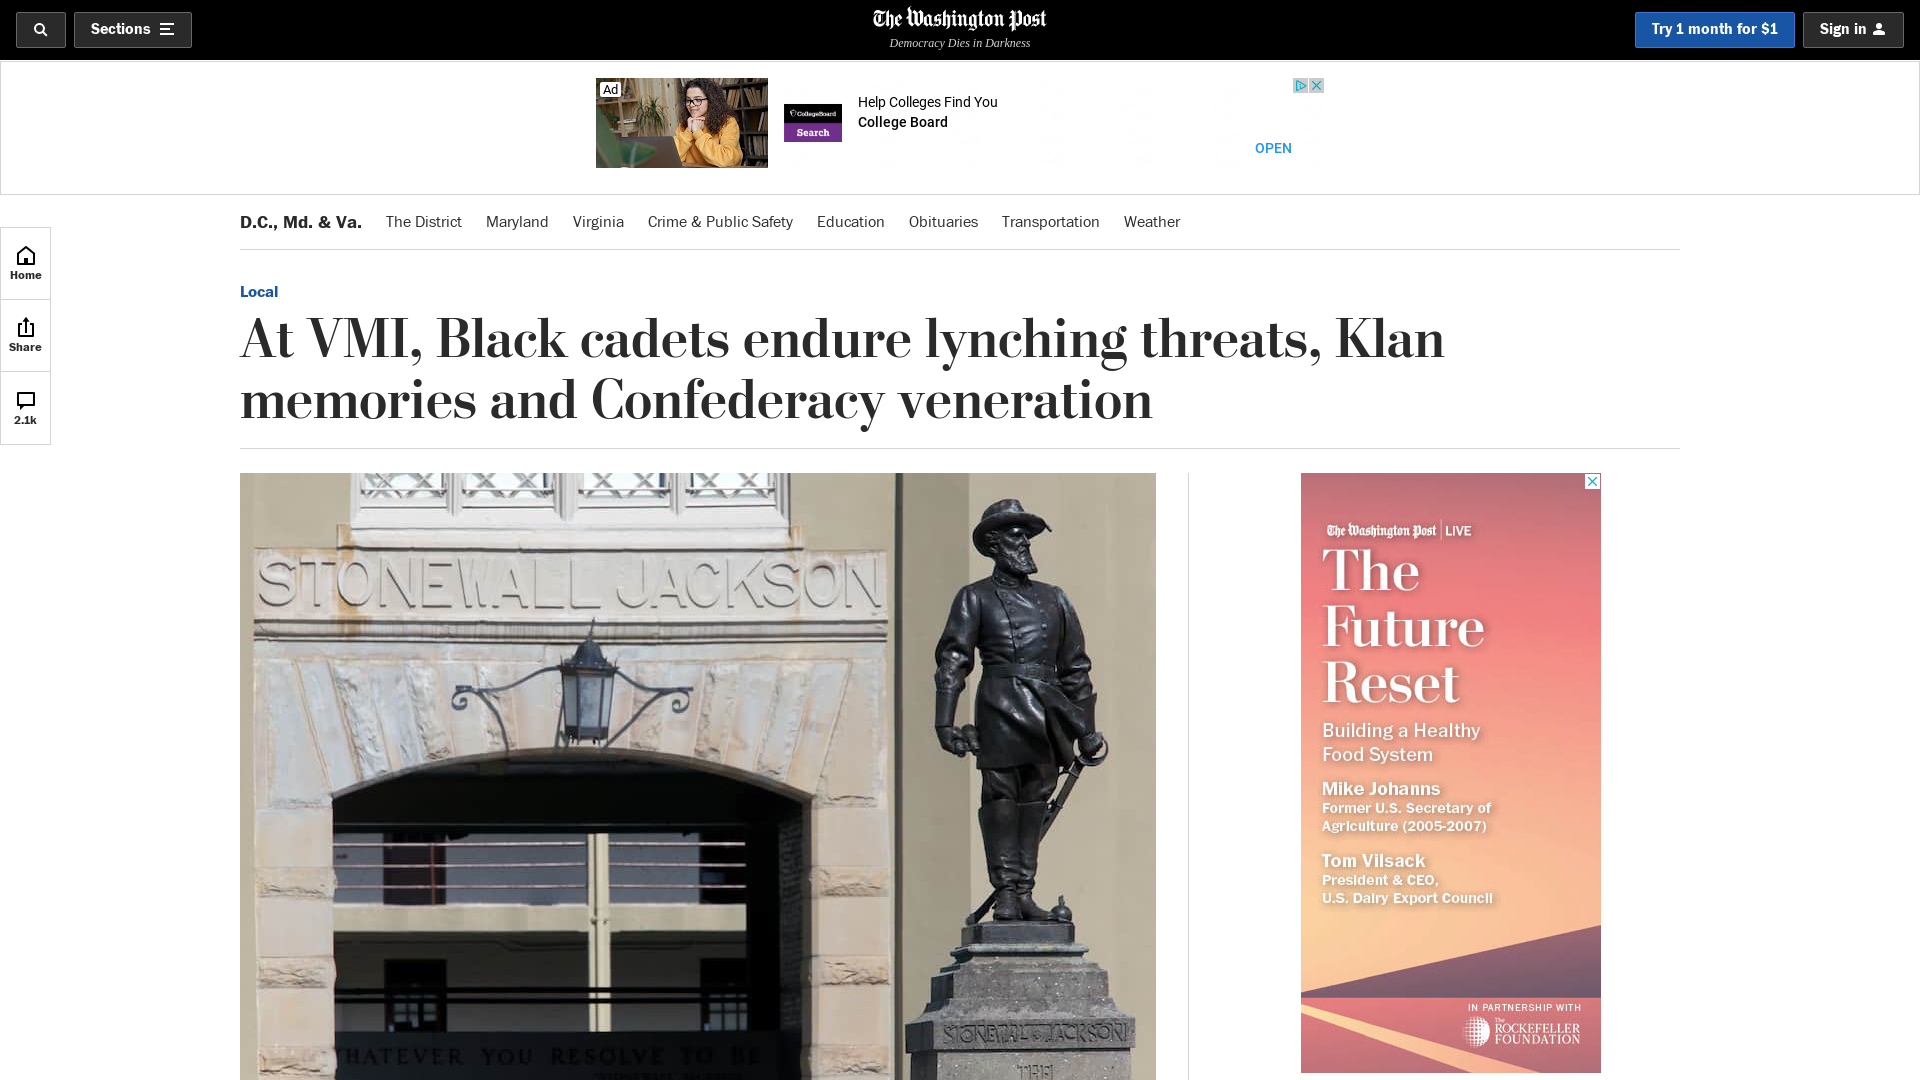 Sections
The Washington Post
Democracy Dies in Darkness
Try 1 month for $1
Sign in
Ad
CollegeBoard
Search
Help Colleges Find You
College Board
OPEN
D.C., Md. & Va.
The District
Maryland
Virginia
Crime & Public Safety
Education
Obituaries
Transportation
Weather
Home
Share
2.1k
Local
At VMI, Black cadets endure lynching threats, Klan
memories and Confederacy veneration
STONEWALL JACKSON
WHATEVER YOU RESOLVE TO BE
STONEWALL JACKSON
THE
The Washington Post LIVE
The
Future
Reset
Building a Healthy
Food System
Mike Johanns
Former U.S. Secretary of
Agriculture (2005-2007)
Tom Vilsack
President & CEO,
U.S. Dairy Export Council
IN PARTNERSHIP WITH
The
ROCKEFELLER
FOUNDATION